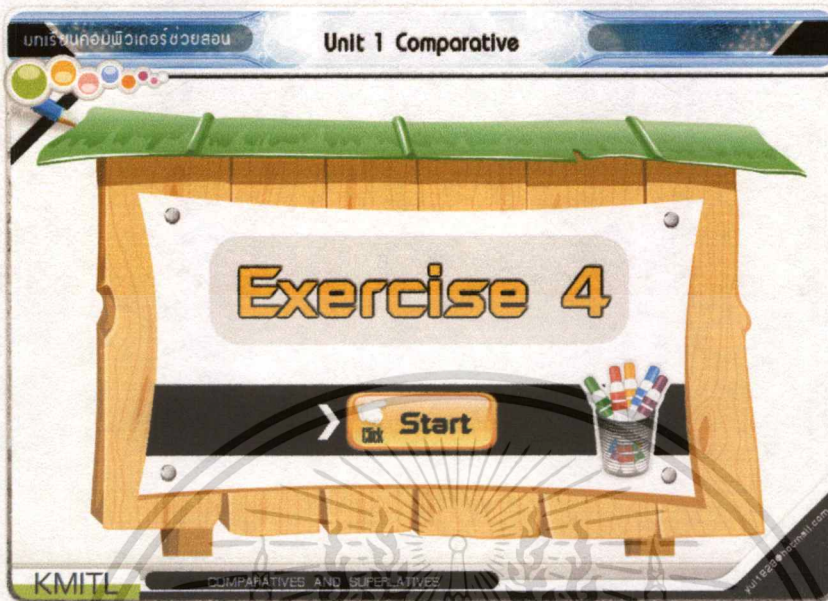 บทเรียนคอมพิวเตอร์ช่วยสอน
Unit 1 Comparative
Exercise 4
Click Start
KMITL
COMPARATIVES AND SUPERLATIVES